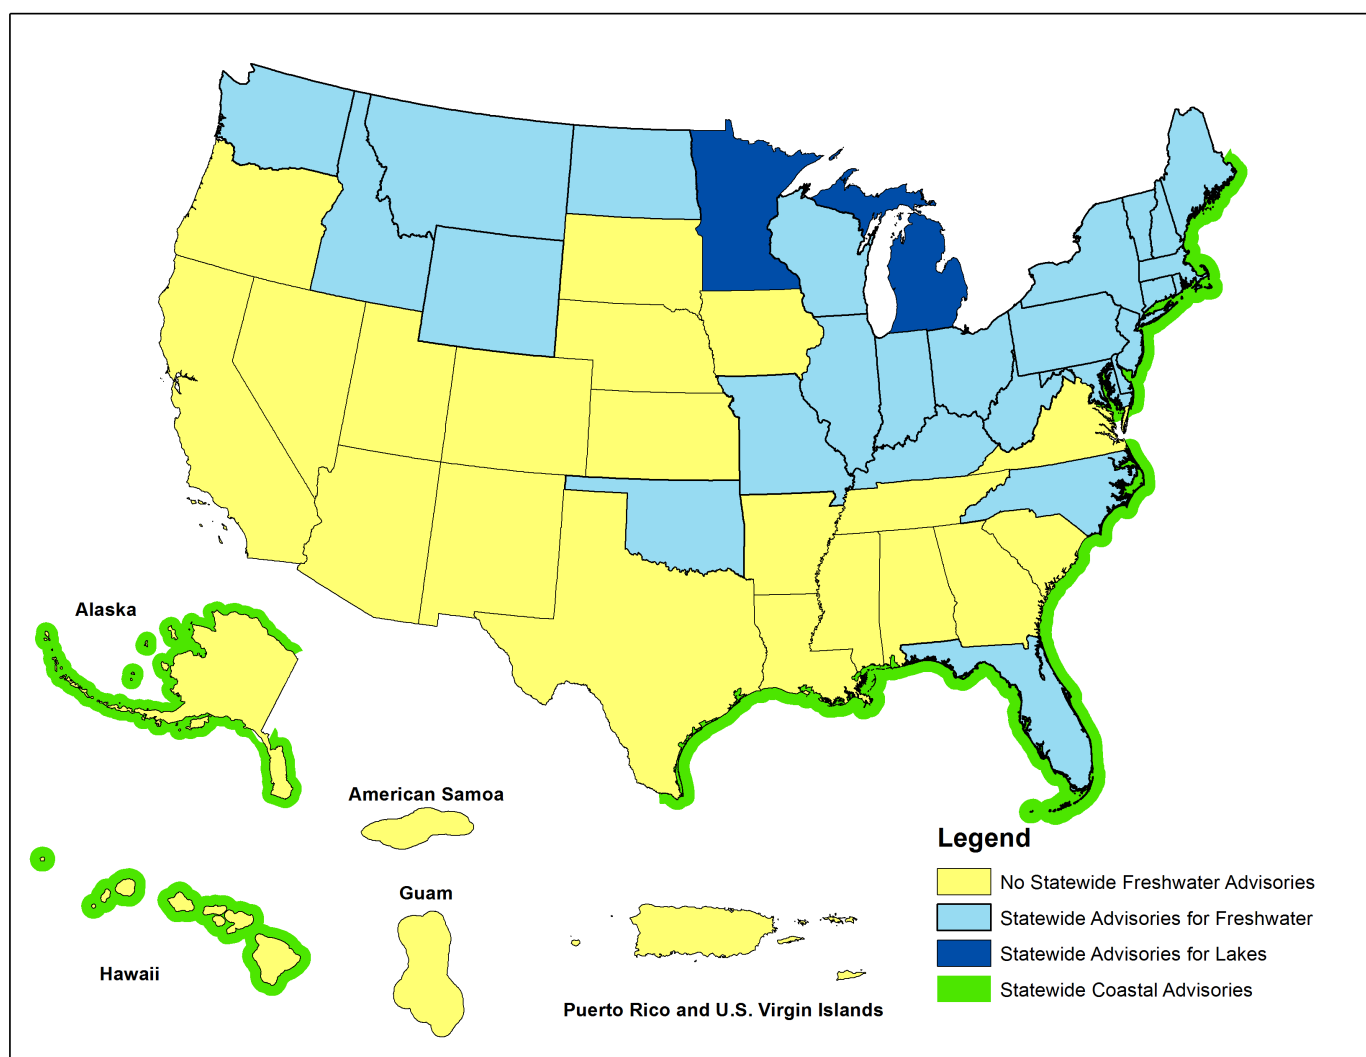 Alaska
American Samoa
Legend
No Statewide Freshwater Advisories
Guam
Statewide Advisories for Freshwater
Statewide Advisories for Lakes
Hawaii
Statewide Coastal Advisories
Puerto Rico and U.S. Virgin Islands